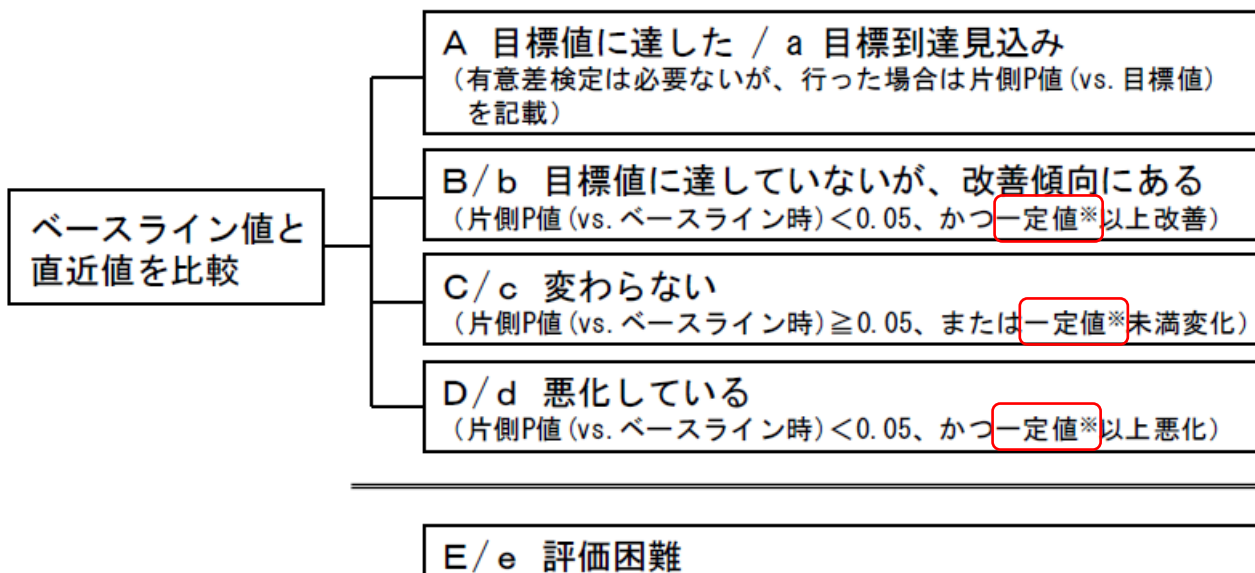 A 目標値に達した / a 目標到達見込み
(有意差検定は必要ないが、行った場合は片側P値(vs.目標値)
を記載)
B/b 目標値に達していないが、改善傾向にある
(片側P値(vs.ベースライン時)<0.05、かつ一定値※以上改善)
ベースライン値と
直近値を比較
C/c 変わらない
(片側P値(vs.ベースライン時)≧0.05、または一定値※未満変化)
D/d 悪化している
(片側P値(vs.ベースライン時)<0.05、かつ一定値※以上悪化)
E/e 評価困難